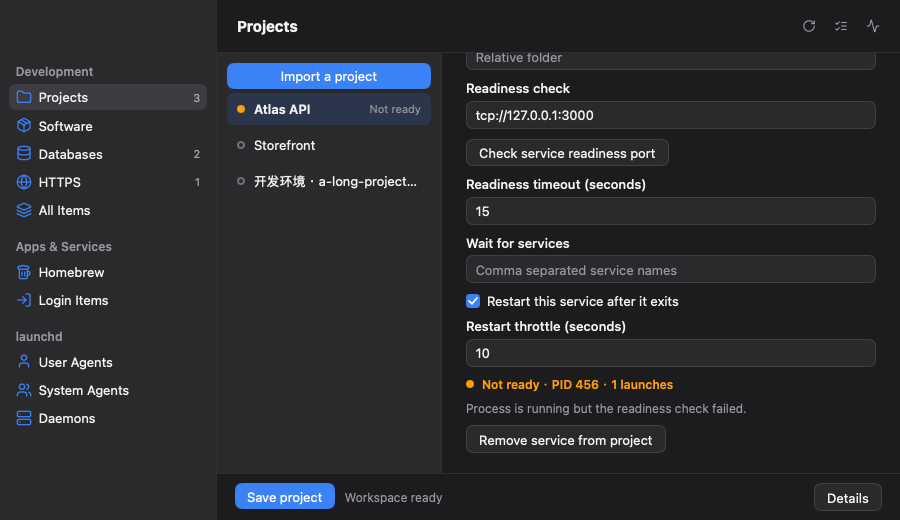 Projects
Development
Projects 3
Software
Databases 2
HTTPS 1
All Items
Apps & Services
Homebrew
Login Items
launchd
User Agents
System Agents
Daemons
Import a project
Atlas API Not ready
Storefront
开发环境 · a-long-project...
Relative folder
Readiness check
tcp://127.0.0.1:3000
Check service readiness port
Readiness timeout (seconds)
15
Wait for services
Comma separated service names
Restart this service after it exits
Restart throttle (seconds)
10
Not ready · PID 456 · 1 launches
Process is running but the readiness check failed.
Remove service from project
Save project
Workspace ready
Details